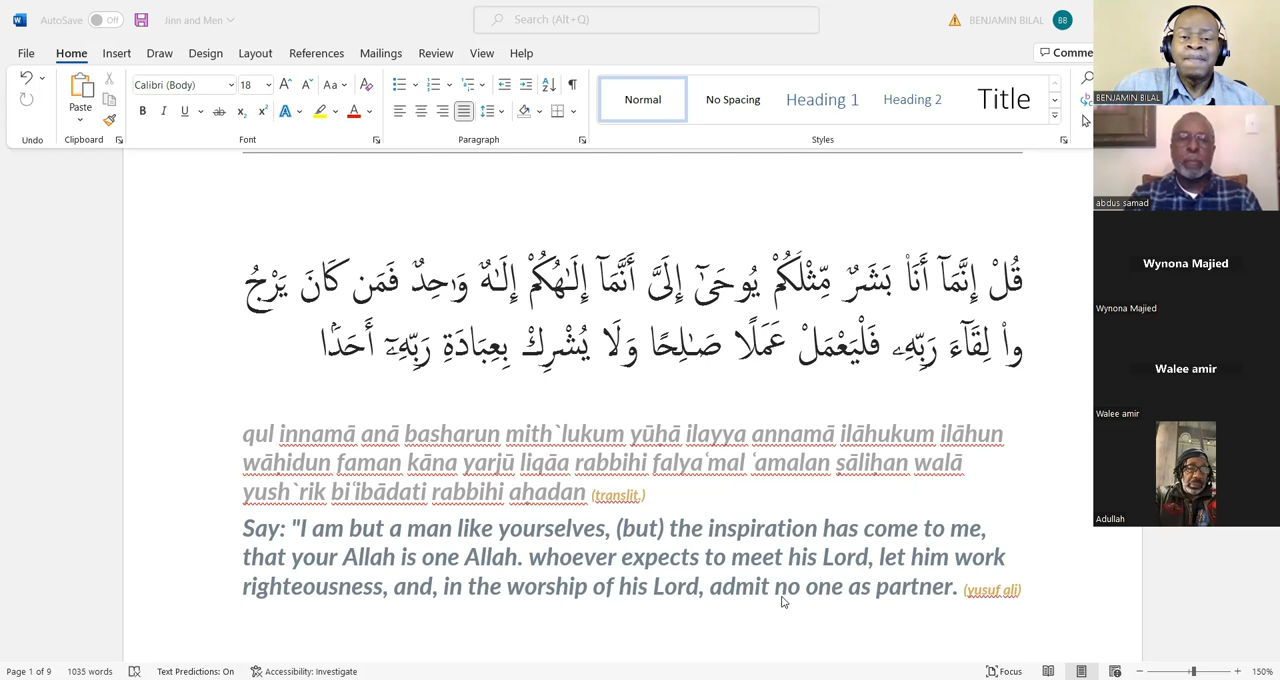 AutoSave Off Jinn and Men Search (Alt+Q) BENJAMIN BILAL BB
File Home Insert Draw Design Layout References Mailings Review View Help Comme
Paste Calibri (Body) 18 Aa Normal No Spacing Heading 1 Heading 2 Title
Undo Clipboard Font Paragraph Styles
BENJAMIN BILAL
abdus samad
Wynona Majied
Wynona Majied
Walee amir
Walee amir
Adullah
قُلْ إِنَّمَآ أَنَا۠ بَشَرٌ مِّثْلُكُمْ يُوحَىٰٓ إِلَىَّ أَنَّمَآ إِلَـٰهُكُمْ إِلَـٰهٌ وَٰحِدٌ فَمَن كَانَ يَرْجُ
وا۟ لِقَآءَ رَبِّهِۦ فَلْيَعْمَلْ عَمَلًا صَـٰلِحًا وَلَا يُشْرِكْ بِعِبَادَةِ رَبِّهِۦٓ أَحَدًۢا
qul innamā anā basharun mith`lukum yūḥā ilayya annamā ilāhukum ilāhun
wāḥidun faman kāna yarjū liqāa rabbihi falyaʿmal ʿamalan ṣāliḥan walā
yush`rik biʿibādati rabbihi aḥadan (translit.)
Say: "I am but a man like yourselves, (but) the inspiration has come to me,
that your Allah is one Allah. whoever expects to meet his Lord, let him work
righteousness, and, in the worship of his Lord, admit no one as partner. (yusuf ali)
Page 1 of 9 1035 words Text Predictions: On Accessibility: Investigate Focus 150%